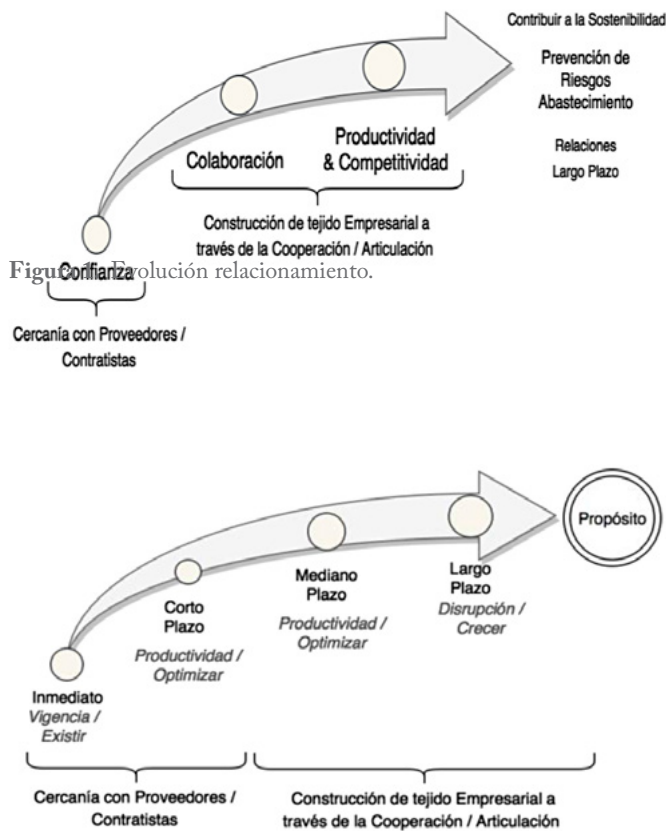 Contribuir a la Sostenibilidad
Prevención de
Riesgos
Abastecimiento
Relaciones
Largo Plazo
Productividad
& Competitividad
Colaboración
Construcción de tejido Empresarial a
través de la Cooperación / Articulación
Confianza
Evolución relacionamiento.
Cercanía con Proveedores /
Contratistas
Propósito
Largo
Plazo
Disrupción /
Crecer
Mediano
Plazo
Productividad /
Optimizar
Corto
Plazo
Productividad /
Optimizar
Inmediato
Vigencia /
Existir
Cercanía con Proveedores /
Contratistas
Construcción de tejido Empresarial a
través de la Cooperación / Articulación